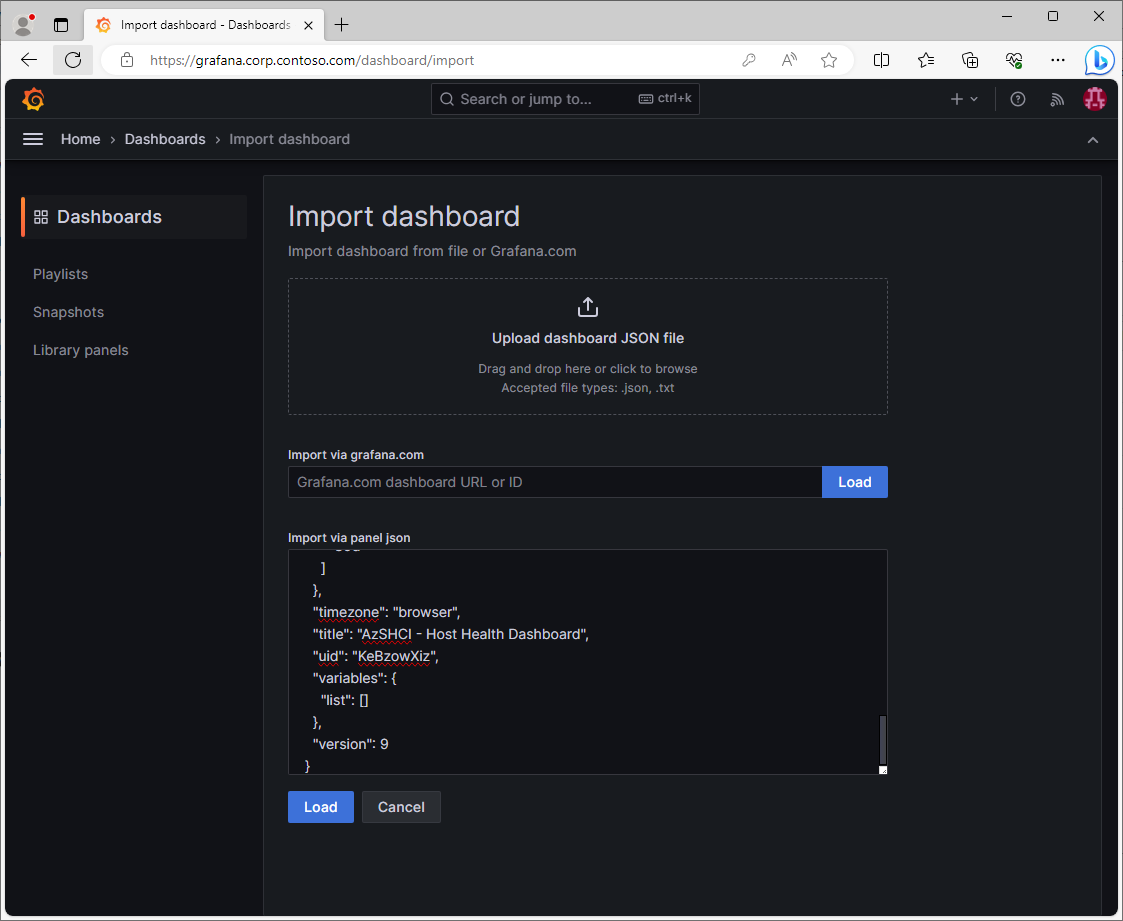 Import dashboard - Dashboards
https://grafana.corp.contoso.com/dashboard/import
Search or jump to...
ctrl+k
Home › Dashboards › Import dashboard
Dashboards
Playlists
Snapshots
Library panels
Import dashboard
Import dashboard from file or Grafana.com
Upload dashboard JSON file
Drag and drop here or click to browse
Accepted file types: .json, .txt
Import via grafana.com
Grafana.com dashboard URL or ID
Load
Import via panel json
]
},
"timezone": "browser",
"title": "AzSHCI - Host Health Dashboard",
"uid": "KeBzowXiz",
"variables": {
"list": []
},
"version": 9
}
Load
Cancel